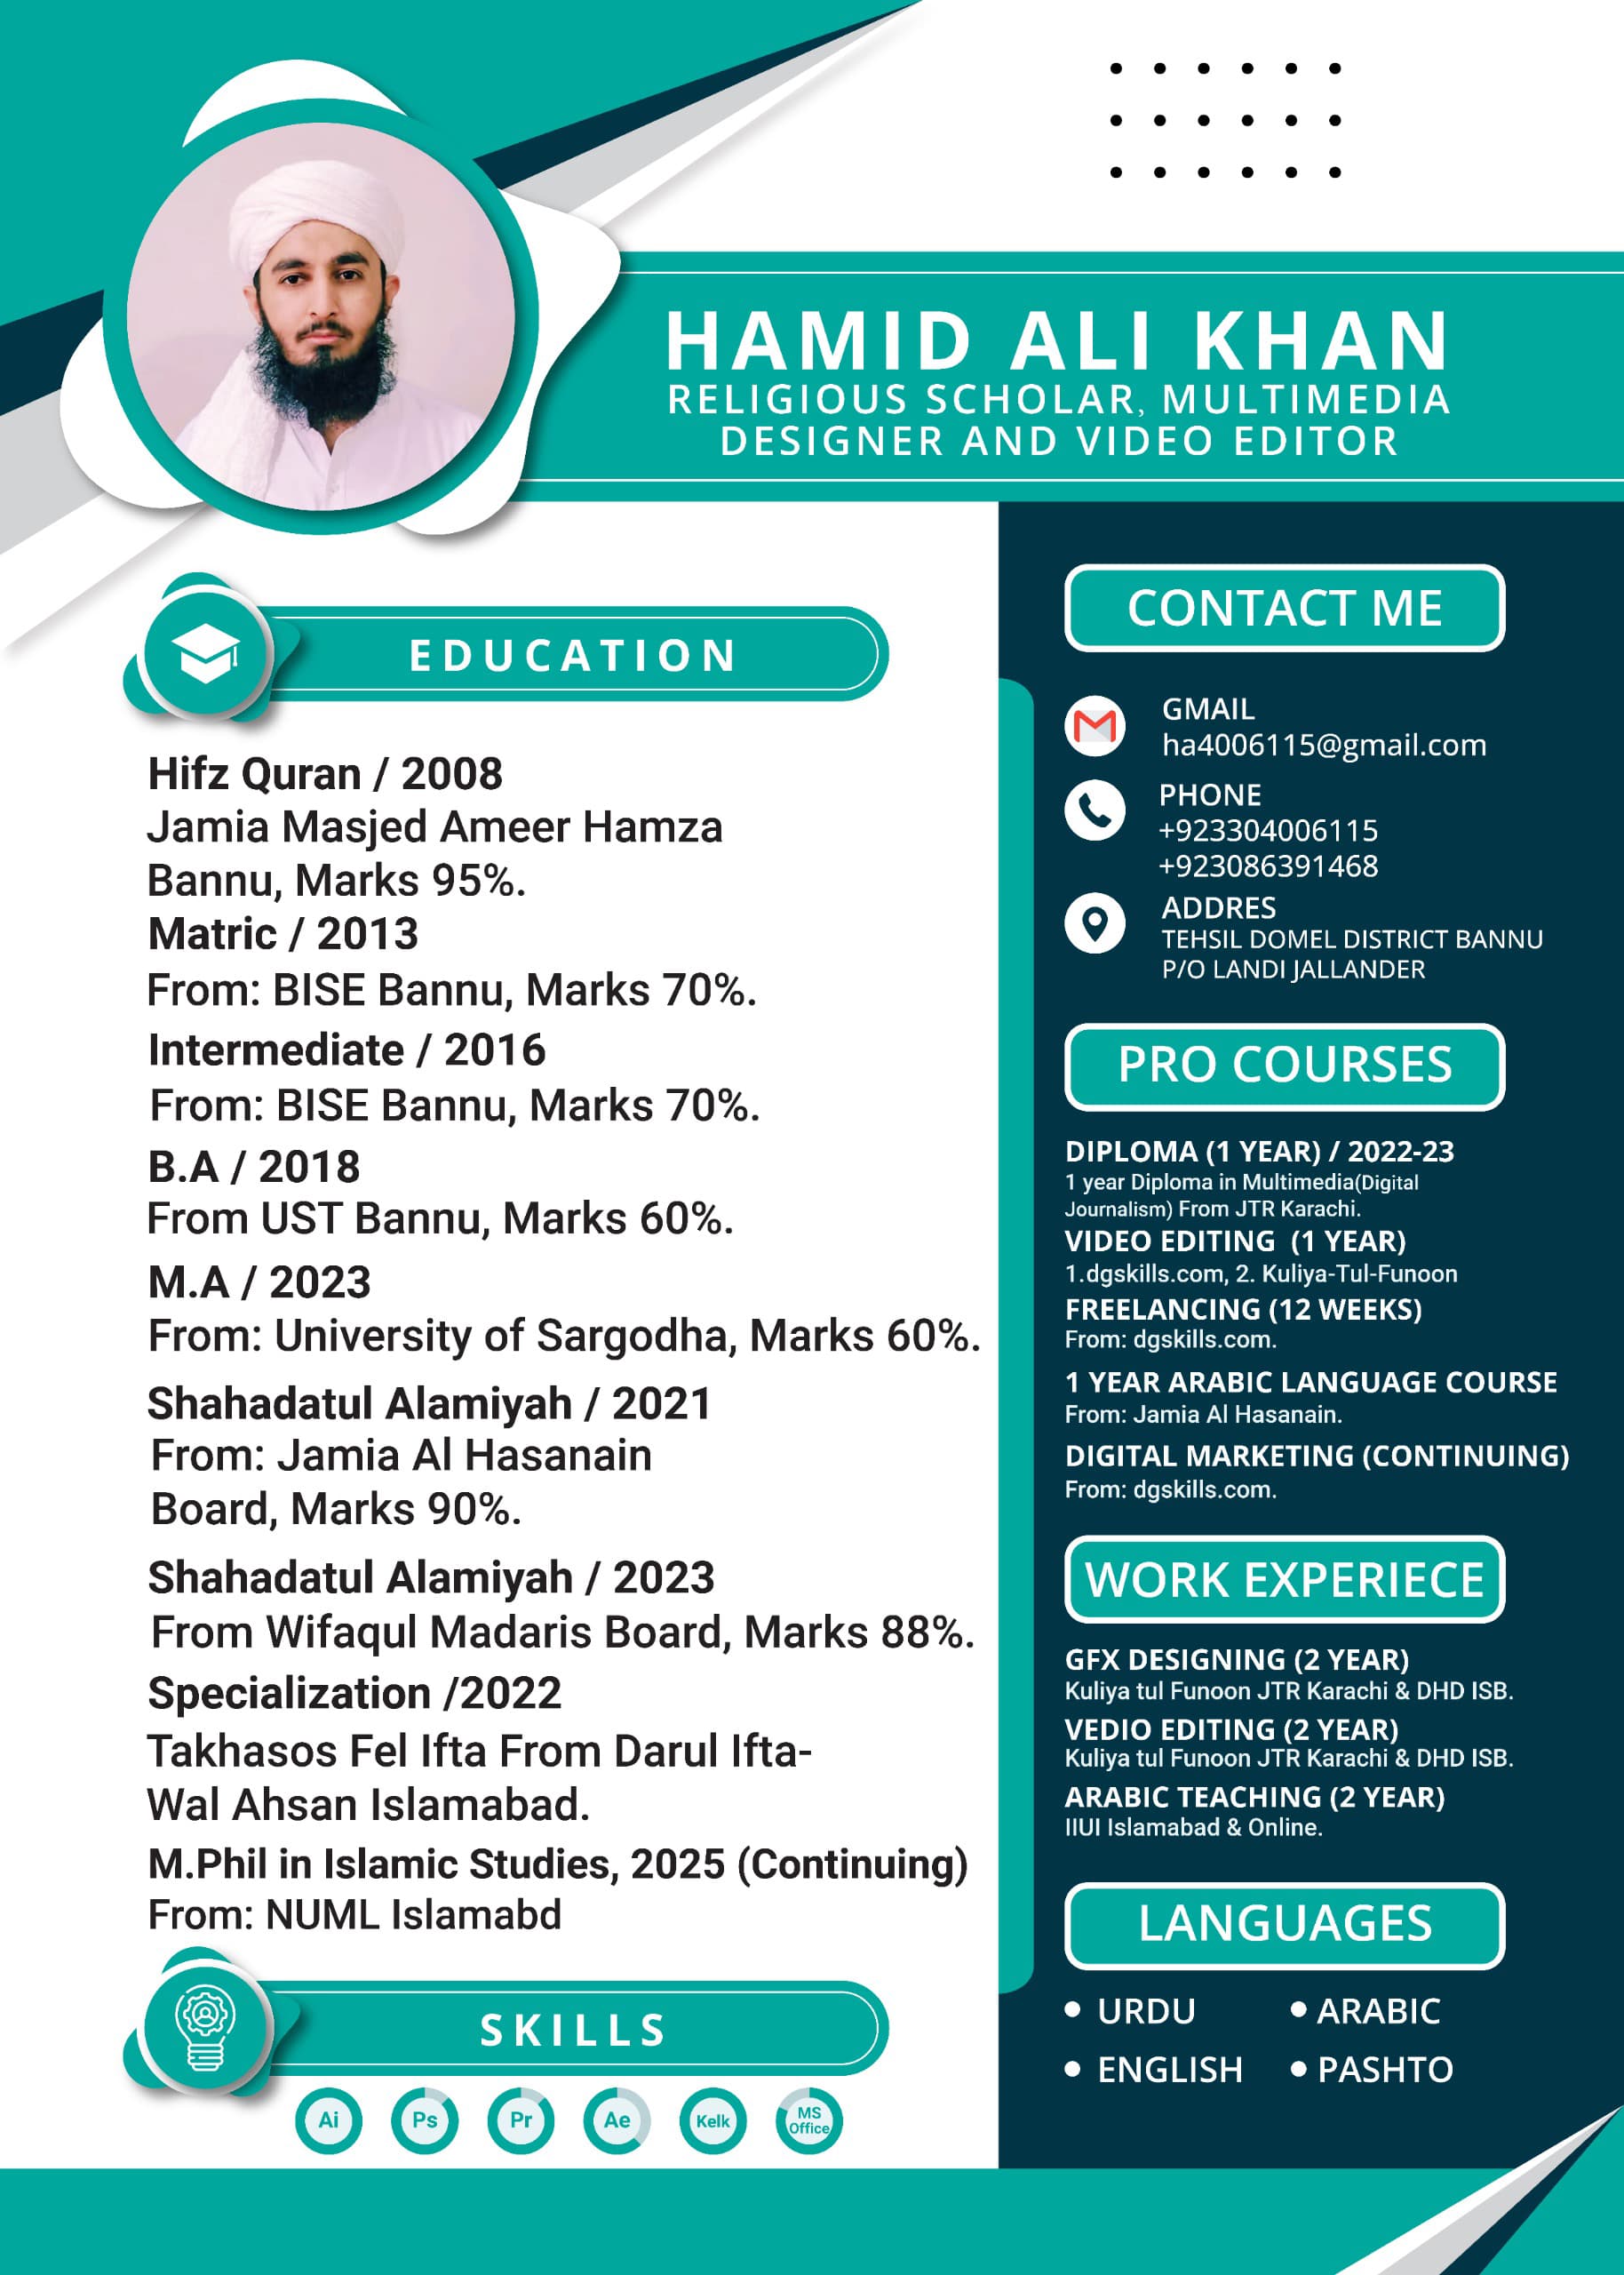 HAMID ALI KHAN
RELIGIOUS SCHOLAR, MULTIMEDIA
DESIGNER AND VIDEO EDITOR
EDUCATION
Hifz Quran / 2008
Jamia Masjed Ameer Hamza
Bannu, Marks 95%.
Matric / 2013
From: BISE Bannu, Marks 70%.
Intermediate / 2016
From: BISE Bannu, Marks 70%.
B.A / 2018
From UST Bannu, Marks 60%.
M.A / 2023
From: University of Sargodha, Marks 60%.
Shahadatul Alamiyah / 2021
From: Jamia Al Hasanain
Board, Marks 90%.
Shahadatul Alamiyah / 2023
From Wifaqul Madaris Board, Marks 88%.
Specialization /2022
Takhasos Fel Ifta From Darul Ifta-
Wal Ahsan Islamabad.
M.Phil in Islamic Studies, 2025 (Continuing)
From: NUML Islamabd
SKILLS
Ai
Ps
Pr
Ae
Kelk
MS
Office
CONTACT ME
GMAIL
ha4006115@gmail.com
PHONE
+923304006115
+923086391468
ADDRES
TEHSIL DOMEL DISTRICT BANNU
P/O LANDI JALLANDER
PRO COURSES
DIPLOMA (1 YEAR) / 2022-23
1 year Diploma in Multimedia(Digital
Journalism) From JTR Karachi.
VIDEO EDITING (1 YEAR)
1.dgskills.com, 2. Kuliya-Tul-Funoon
FREELANCING (12 WEEKS)
From: dgskills.com.
1 YEAR ARABIC LANGUAGE COURSE
From: Jamia Al Hasanain.
DIGITAL MARKETING (CONTINUING)
From: dgskills.com.
WORK EXPERIECE
GFX DESIGNING (2 YEAR)
Kuliya tul Funoon JTR Karachi & DHD ISB.
VEDIO EDITING (2 YEAR)
Kuliya tul Funoon JTR Karachi & DHD ISB.
ARABIC TEACHING (2 YEAR)
IIUI Islamabad & Online.
LANGUAGES
• URDU
• ARABIC
• ENGLISH
• PASHTO